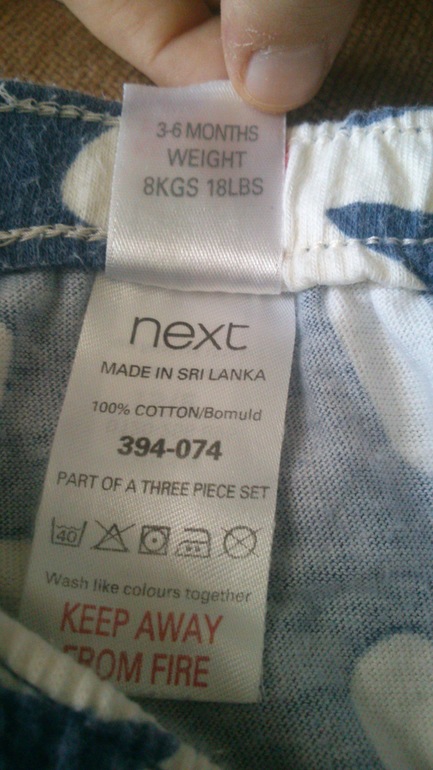 3-6 MONTHS
WEIGHT
8KGS 18LBS
next
MADE IN SRI LANKA
100% COTTON/Bomuld
394-074
PART OF A THREE PIECE SET
40
Wash like colours together
KEEP AWAY
FROM FIRE